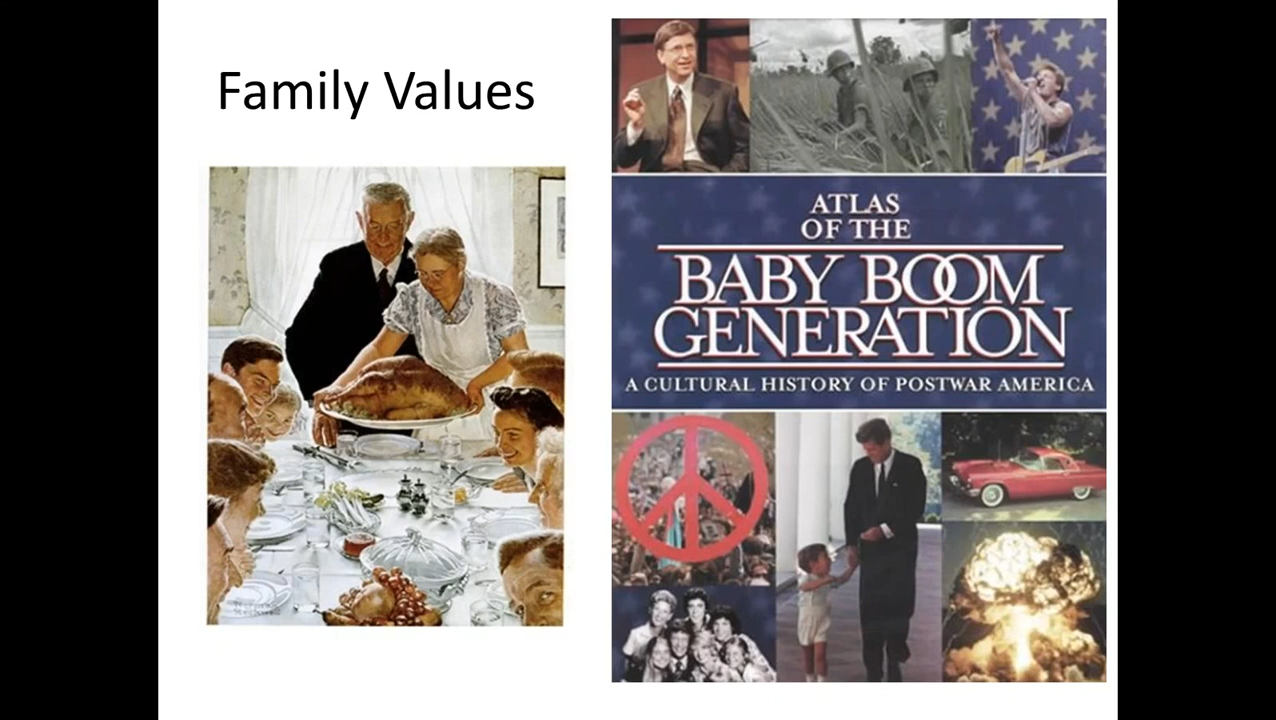 Family Values
ATLAS
OF THE
BABY BOOM
GENERATION
A CULTURAL HISTORY OF POSTWAR AMERICA